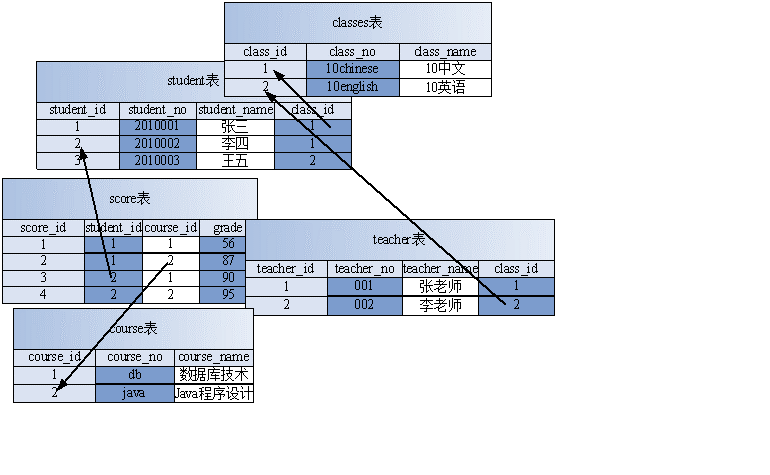 classes表
class_id class_no class_name
1 10chinese 10中文
2 10english 10英语
student表
student_id student_no student_name class_id
1 2010001 张三 1
2 2010002 李四 1
3 2010003 王五 2
score表
score_id student_id course_id grade
1 1 1 56
2 1 2 87
3 2 1 90
4 2 2 95
teacher表
teacher_id teacher_no teacher_name class_id
1 001 张老师 1
2 002 李老师 2
course表
course_id course_no course_name
1 db 数据库技术
2 java Java程序设计